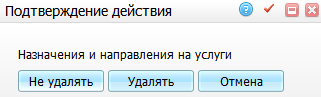 Подтверждение действия
Назначения и направления на услуги
Не удалять Удалять Отмена